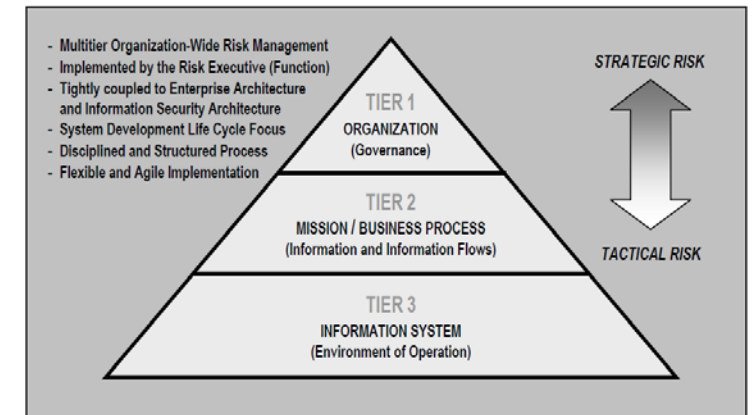 - Multitier Organization-Wide Risk Management
- Implemented by the Risk Executive (Function)
- Tightly coupled to Enterprise Architecture
and Information Security Architecture
- System Development Life Cycle Focus
- Disciplined and Structured Process
- Flexible and Agile Implementation
STRATEGIC RISK
TIER 1
ORGANIZATION
(Governance)
TIER 2
MISSION / BUSINESS PROCESS
(Information and Information Flows)
TACTICAL RISK
TIER 3
INFORMATION SYSTEM
(Environment of Operation)